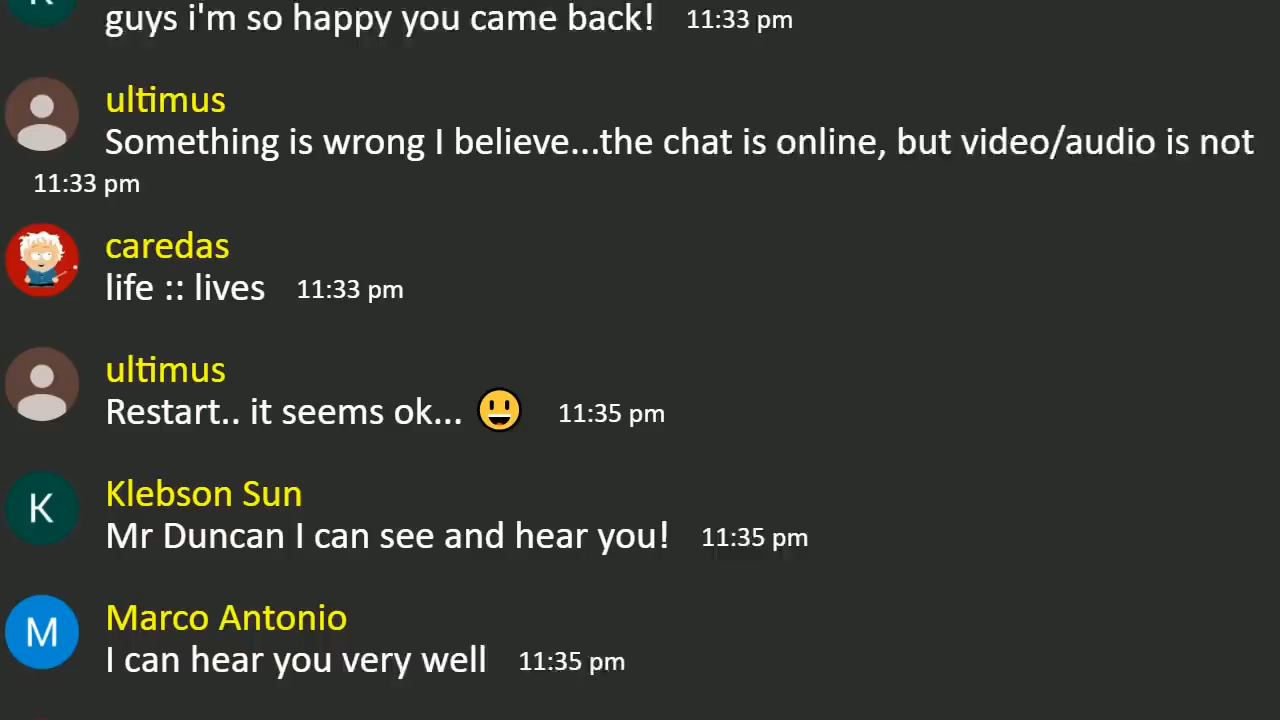 guys i'm so happy you came back! 11:33 pm
ultimus
Something is wrong I believe...the chat is online, but video/audio is not
11:33 pm
caredas
life :: lives 11:33 pm
ultimus
Restart.. it seems ok... 😃 11:35 pm
K
Klebson Sun
Mr Duncan I can see and hear you! 11:35 pm
M
Marco Antonio
I can hear you very well 11:35 pm